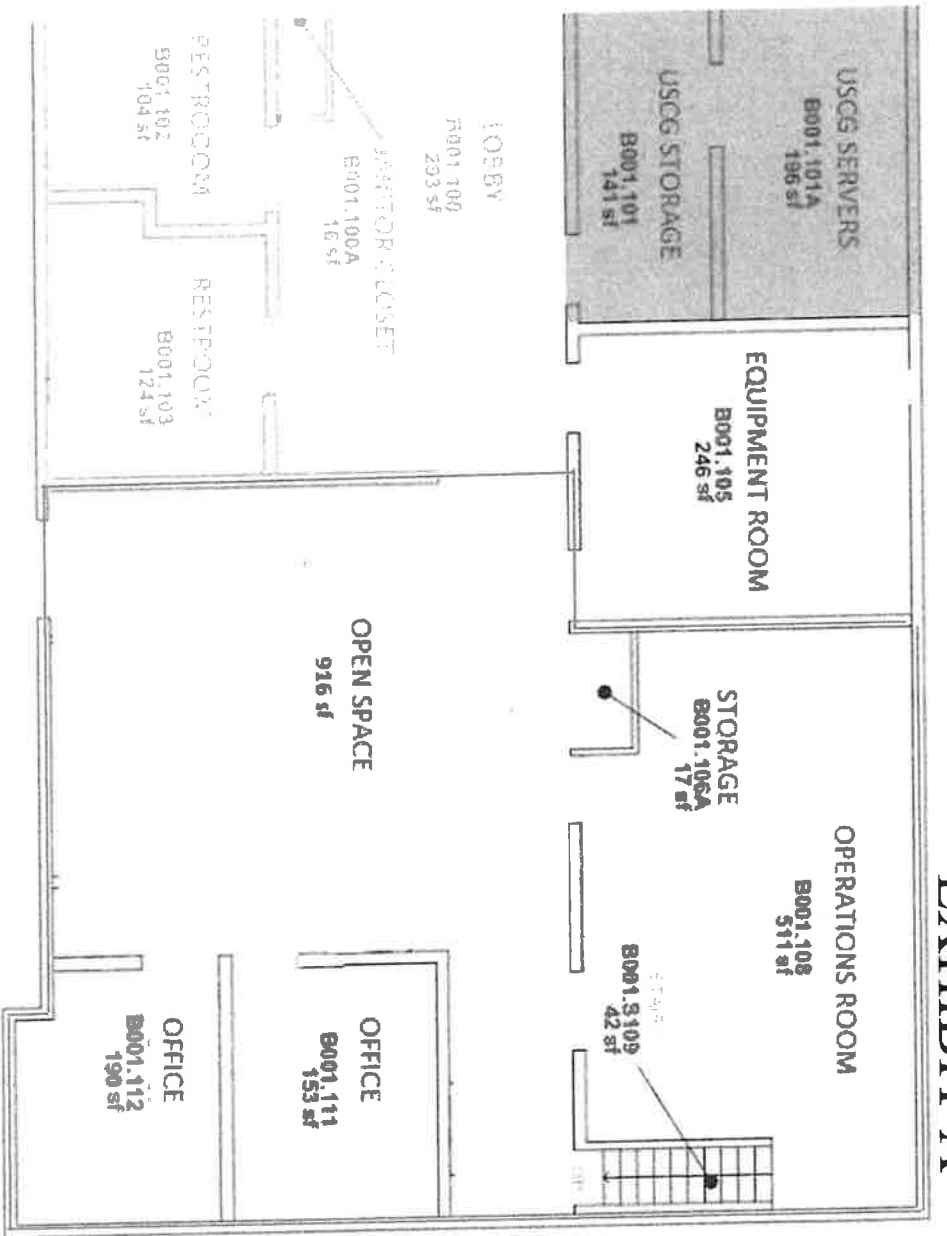 EXHIBIT A
USCG SERVERS
B001.101A
196 sf
OPERATIONS ROOM
B001.108
511 sf
EQUIPMENT ROOM
B001.105
246 sf
STORAGE
B001.106A
17 sf
USCG STORAGE
B001.101
141 sf
STAIR
B001.S109
42 sf
LOBBY
B001.100
JANITOR CLOSET
B001.100A
16 sf
OPEN SPACE
916 sf
OFFICE
B001.111
153 sf
RESTROOM
B001.102
104 sf
RESTROOM
B001.103
124 sf
OFFICE
B001.112
190 sf